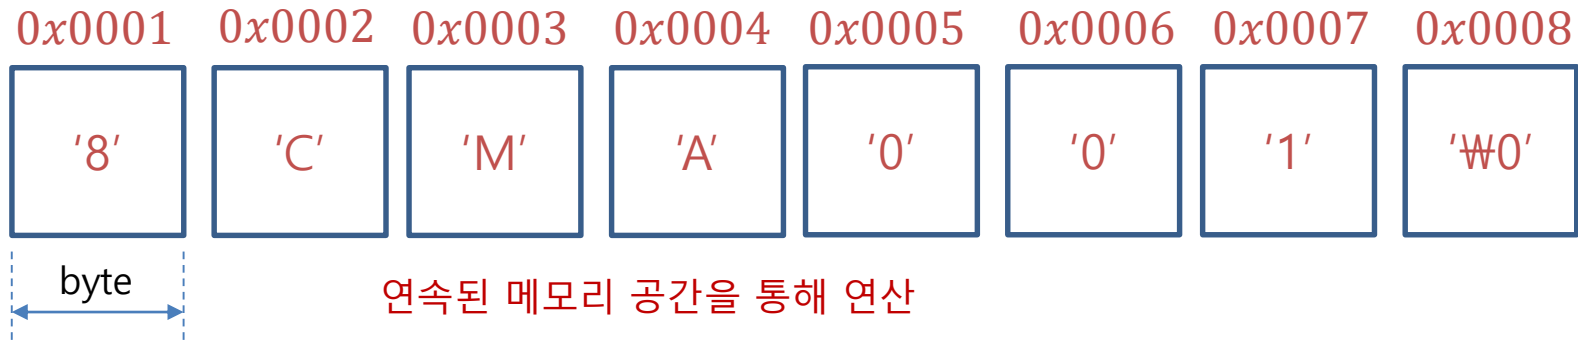 0x0001 0x0002 0x0003 0x0004 0x0005 0x0006 0x0007 0x0008
'8' 'C' 'M' 'A' '0' '0' '1' '₩0'
byte
연속된 메모리 공간을 통해 연산